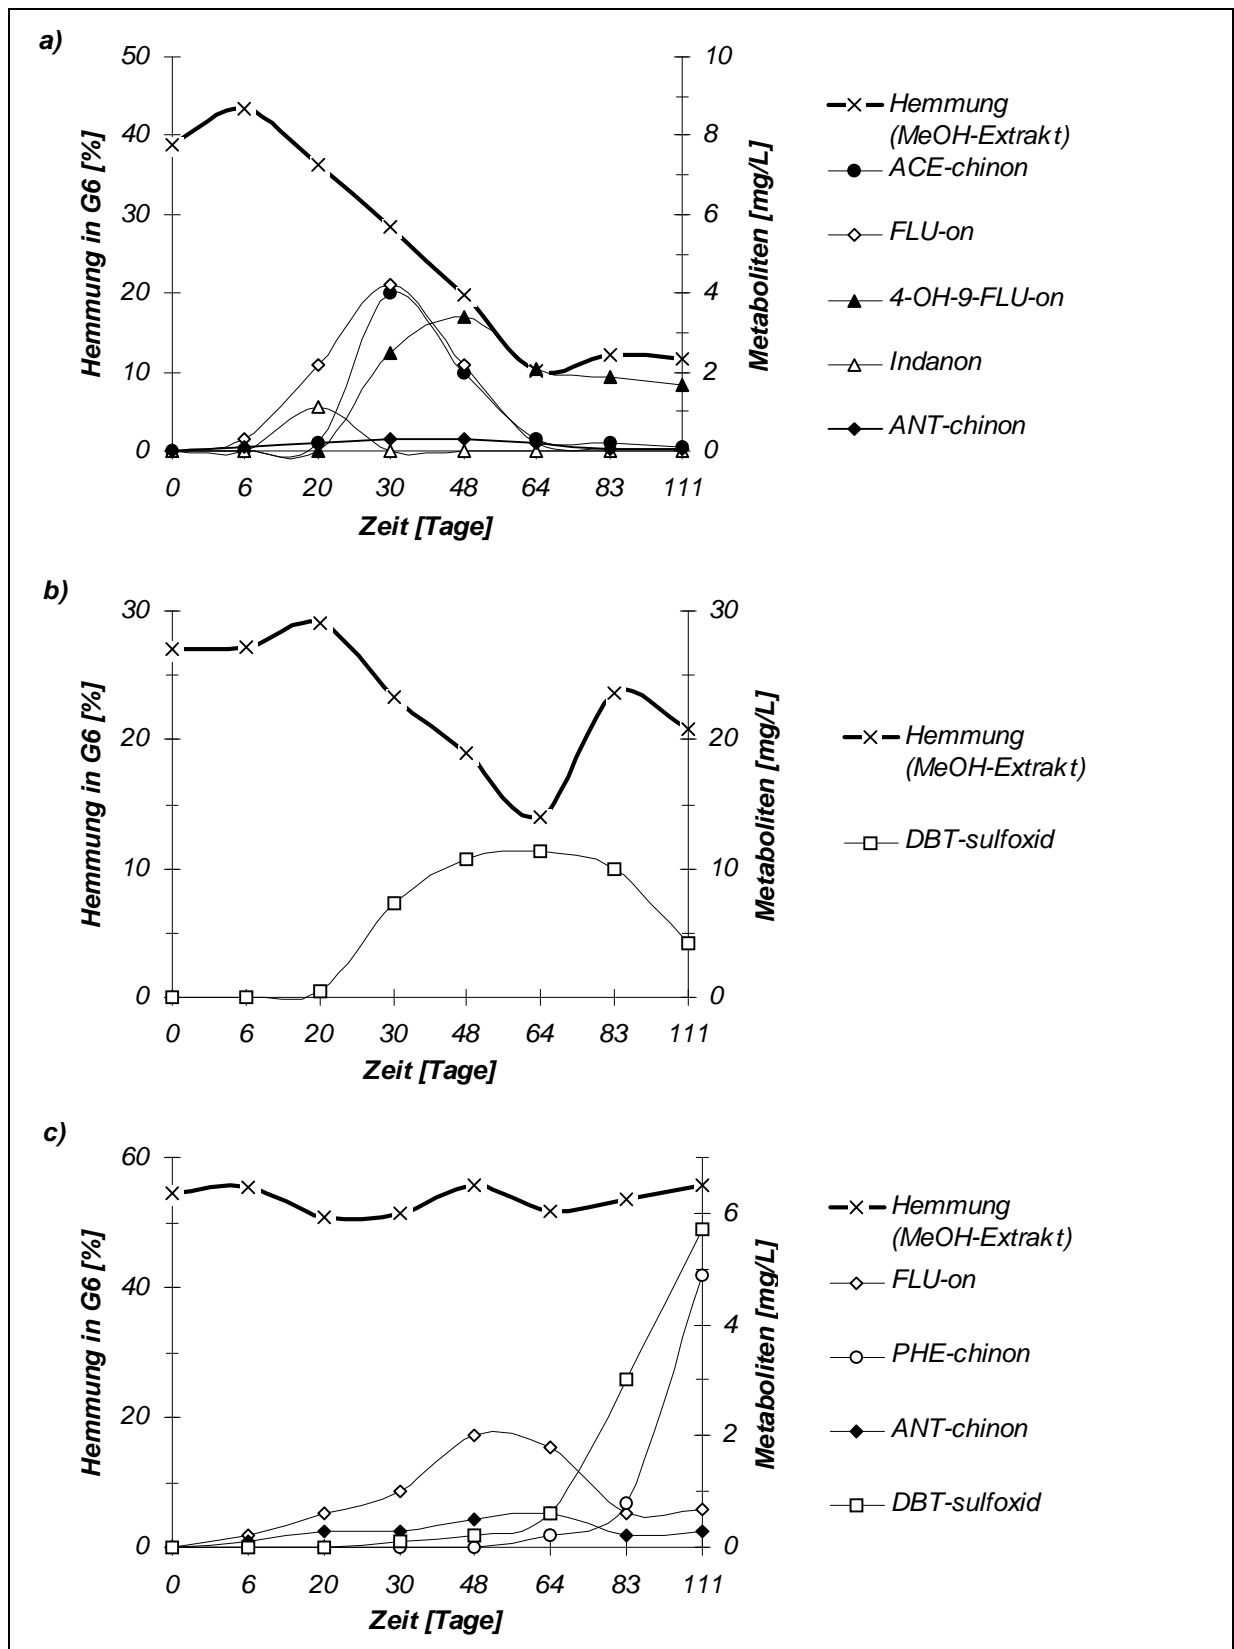 a)
Hemmung in G6 [%]
50
40
30
20
10
0
Metaboliten [mg/L]
10
8
6
4
2
0
0 6 20 30 48 64 83 111
Zeit [Tage]
Hemmung
(MeOH-Extrakt)
ACE-chinon
FLU-on
4-OH-9-FLU-on
Indanon
ANT-chinon
b)
Hemmung in G6 [%]
30
20
10
0
Metaboliten [mg/L]
30
20
10
0
0 6 20 30 48 64 83 111
Zeit [Tage]
Hemmung
(MeOH-Extrakt)
DBT-sulfoxid
c)
Hemmung in G6 [%]
60
40
20
0
Metaboliten [mg/L]
6
4
2
0
0 6 20 30 48 64 83 111
Zeit [Tage]
Hemmung
(MeOH-Extrakt)
FLU-on
PHE-chinon
ANT-chinon
DBT-sulfoxid